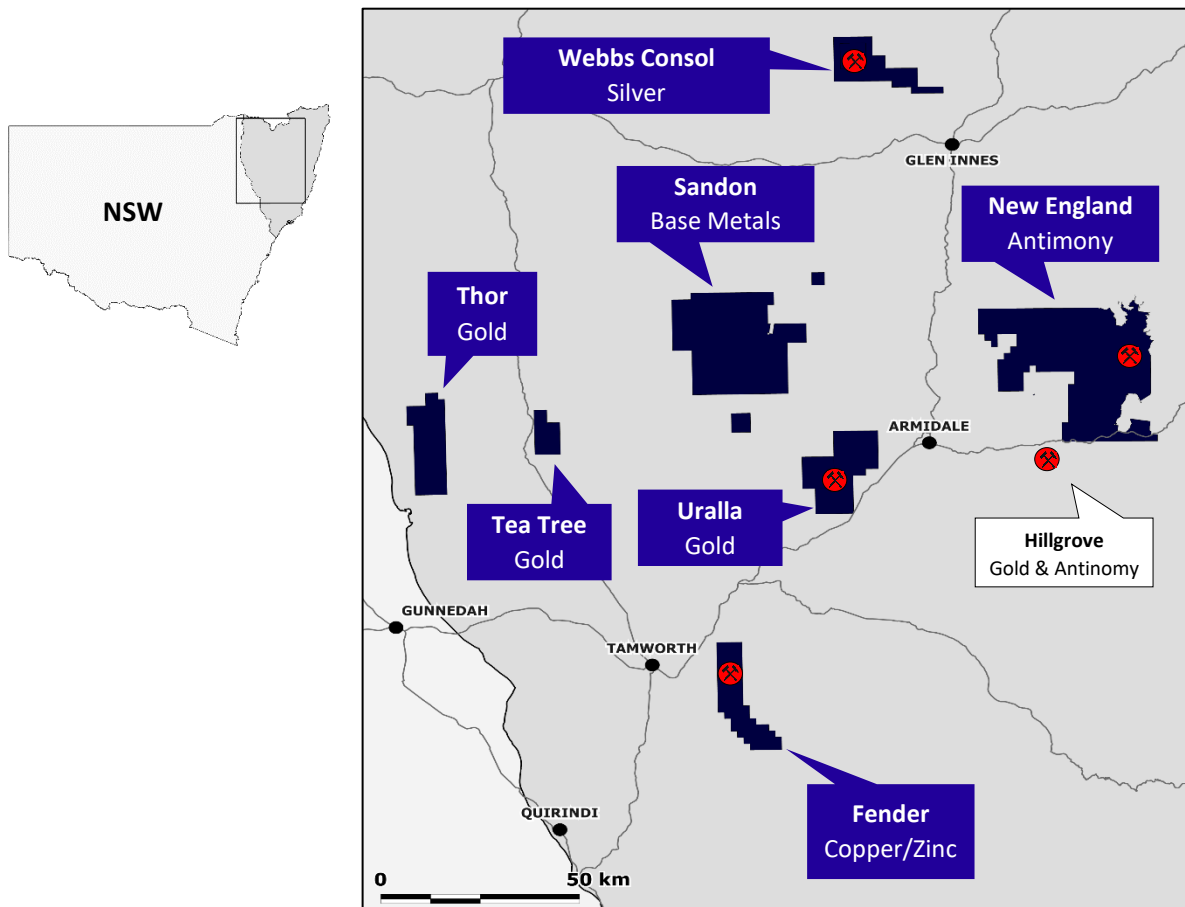 Webbs Consol
Silver
GLEN INNES
NSW
Sandon
Base Metals
New England
Antimony
Thor
Gold
ARMIDALE
Tea Tree
Gold
Uralla
Gold
Hillgrove
Gold & Antinomy
GUNNEDAH
TAMWORTH
QUIRINDI
Fender
Copper/Zinc
0
50 km